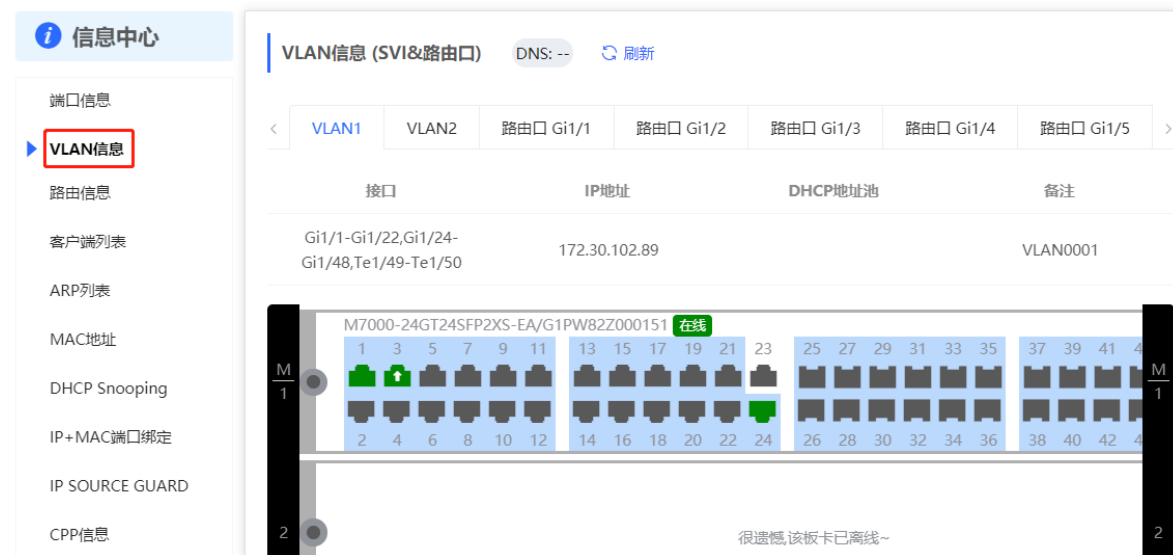 信息中心
端口信息
VLAN信息
路由信息
客户端列表
ARP列表
MAC地址
DHCP Snooping
IP+MAC端口绑定
IP SOURCE GUARD
CPP信息
VLAN信息 (SVI&路由口) DNS: -- 刷新
VLAN1 VLAN2 路由口 Gi1/1 路由口 Gi1/2 路由口 Gi1/3 路由口 Gi1/4 路由口 Gi1/5
接口 IP地址 DHCP地址池 备注
Gi1/1-Gi1/22,Gi1/24-
Gi1/48,Te1/49-Te1/50 172.30.102.89 VLAN0001
M7000-24GT24SFP2XS-EA/G1PW82Z000151 在线
1 3 5 7 9 11 13 15 17 19 21 23 25 27 29 31 33 35 37 39 41
M M
1 1
2 4 6 8 10 12 14 16 18 20 22 24 26 28 30 32 34 36 38 40 42
2 很遗憾,该板卡已离线~ 2